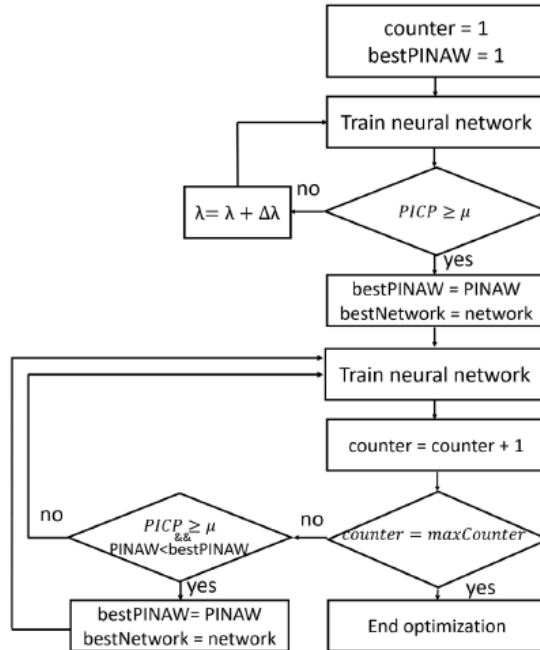 counter = 1
bestPINAW = 1
Train neural network
no
λ= λ + Δλ
PICP ≥ μ
yes
bestPINAW = PINAW
bestNetwork = network
Train neural network
counter = counter + 1
no
PICP ≥ μ
&&
PINAW<bestPINAW
no
counter = maxCounter
yes
yes
bestPINAW= PINAW
bestNetwork = network
End optimization